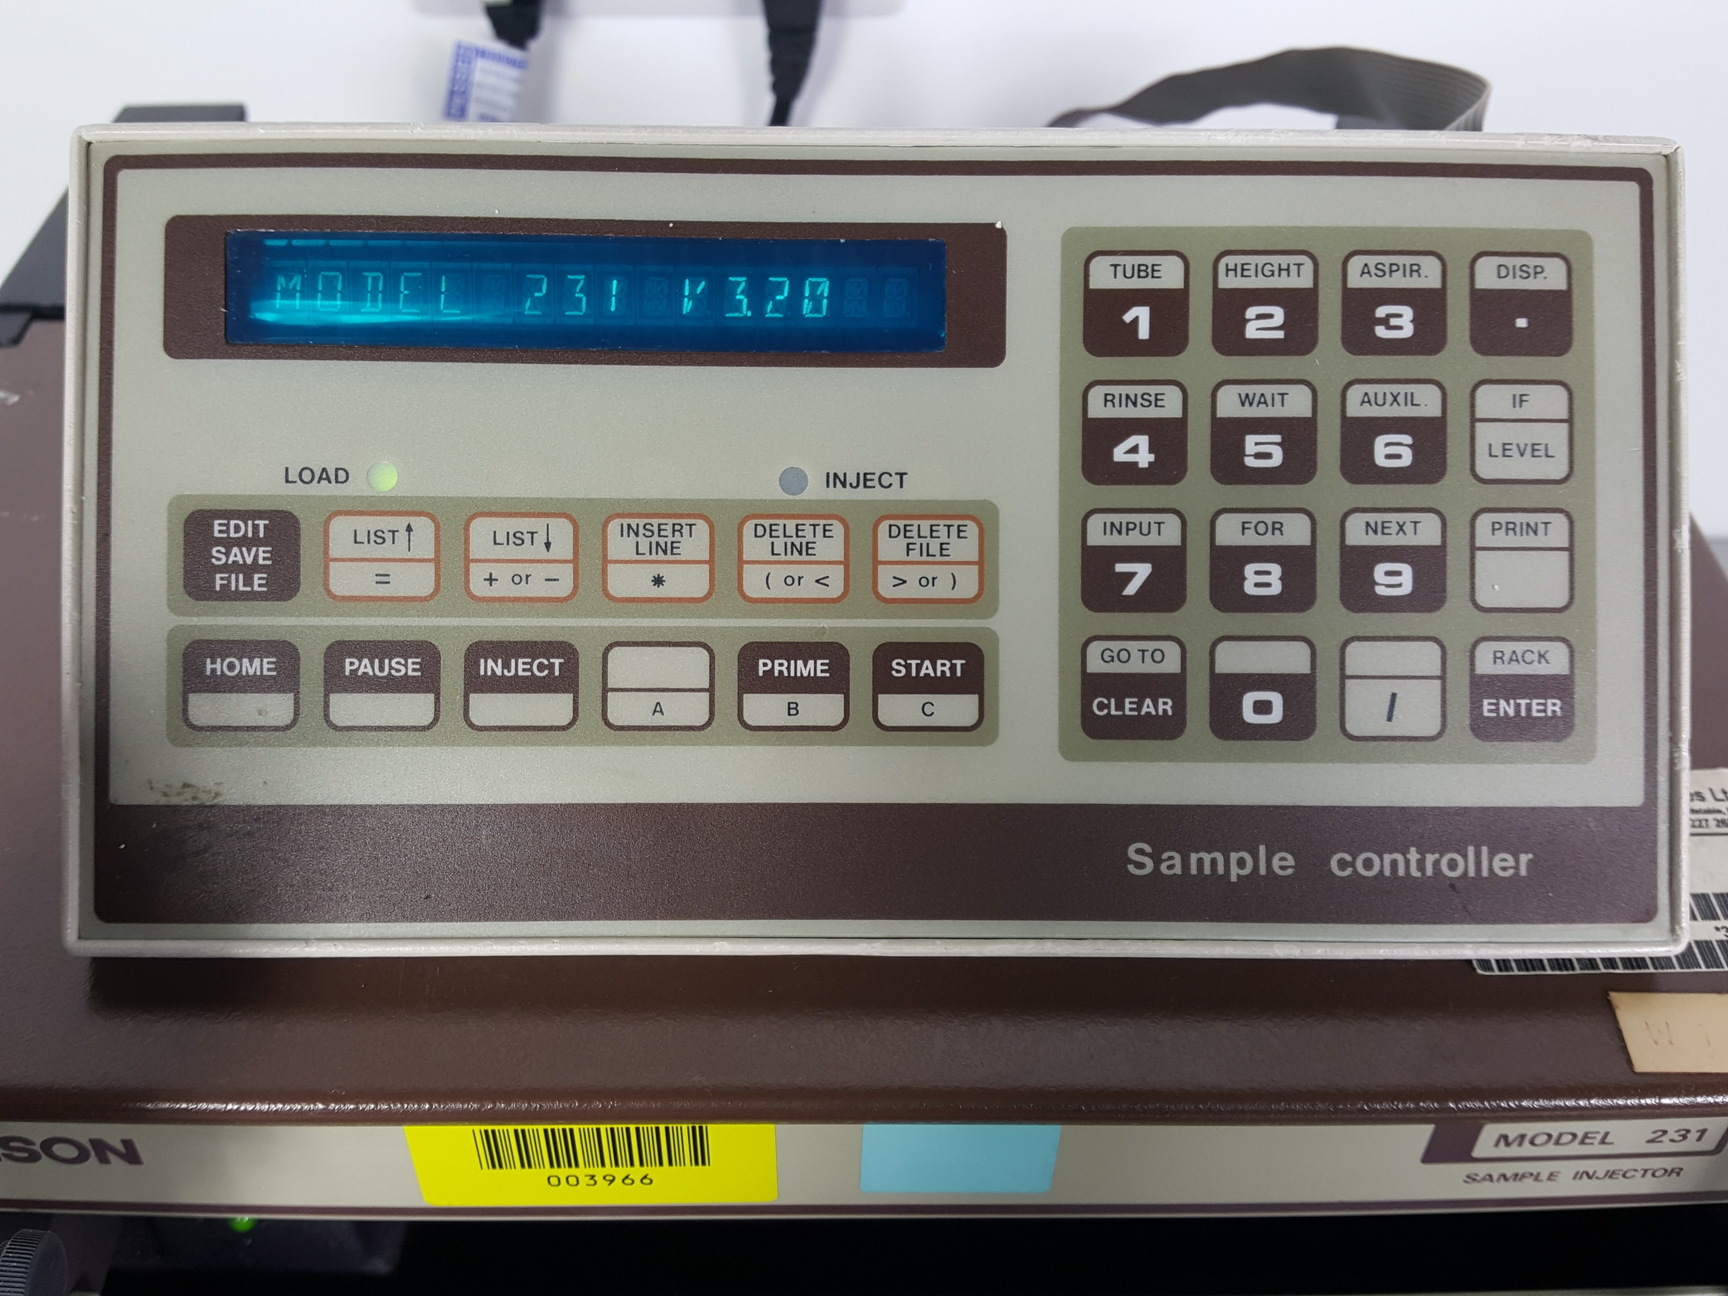 MODEL 231 V3.20
LOAD
INJECT
EDIT SAVE FILE
LIST↑ =
LIST↓ + or −
INSERT LINE *
DELETE LINE ( or <
DELETE FILE > or )
HOME
PAUSE
INJECT
A
PRIME B
START C
TUBE 1
HEIGHT 2
ASPIR. 3
DISP. .
RINSE 4
WAIT 5
AUXIL. 6
IF LEVEL
INPUT 7
FOR 8
NEXT 9
PRINT
GO TO CLEAR
0
/
RACK ENTER
Sample controller
SON
003966
MODEL 231
SAMPLE INJECTOR